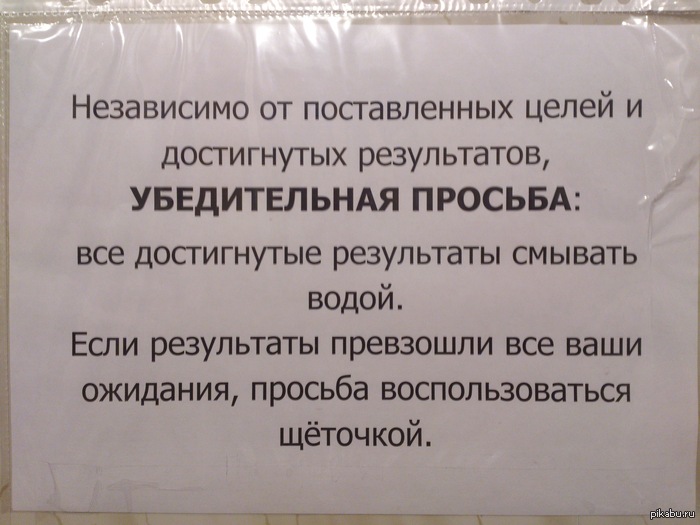 Независимо от поставленных целей и
достигнутых результатов,
УБЕДИТЕЛЬНАЯ ПРОСЬБА:
все достигнутые результаты смывать
водой.
Если результаты превзошли все ваши
ожидания, просьба воспользоваться
щёточкой.
pikabu.ru